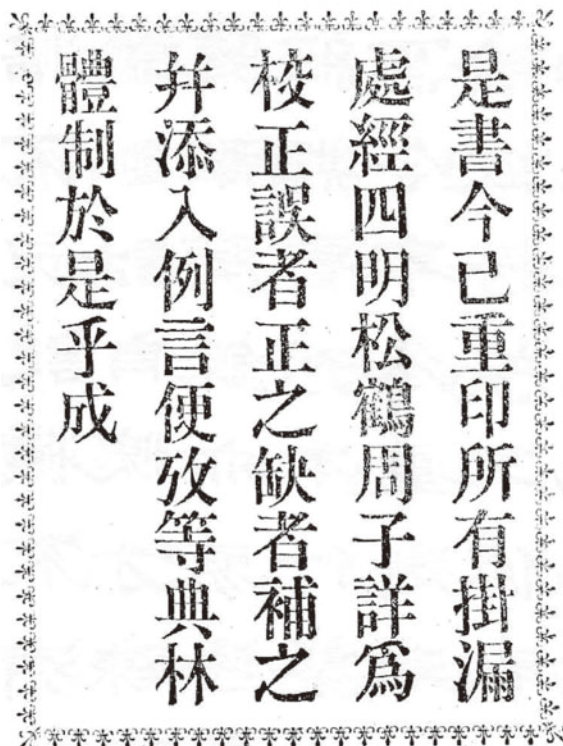 是書今已重印所有掛漏
處經四明松鶴周子詳爲
校正誤者正之缺者補之
并添入例言便攷等典林
體制於是乎成